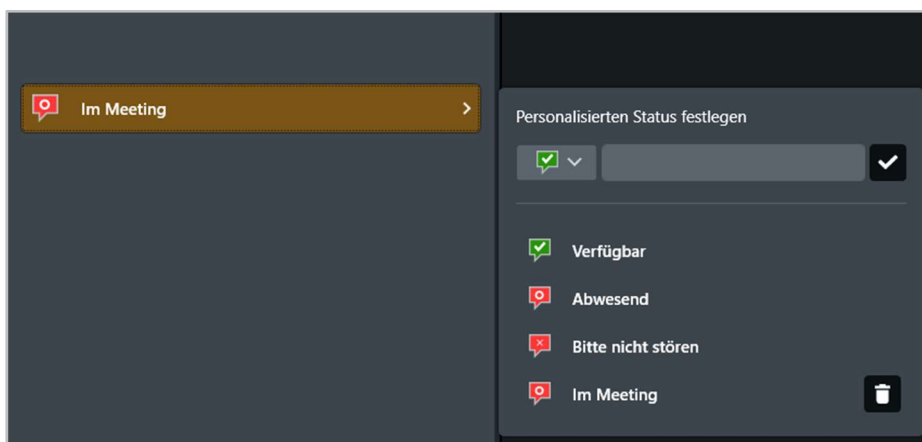 Im Meeting
Personalisierten Status festlegen
Verfügbar
Abwesend
Bitte nicht stören
Im Meeting